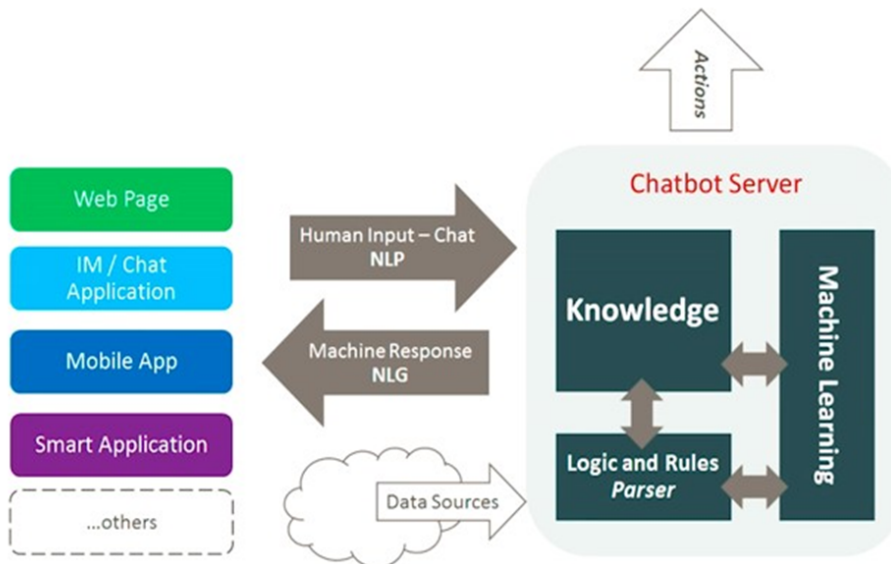 Actions
Chatbot Server
Web Page
IM / Chat
Application
Mobile App
Smart Application
...others
Human Input – Chat
NLP
Machine Response
NLG
Data Sources
Knowledge
Logic and Rules
Parser
Machine Learning